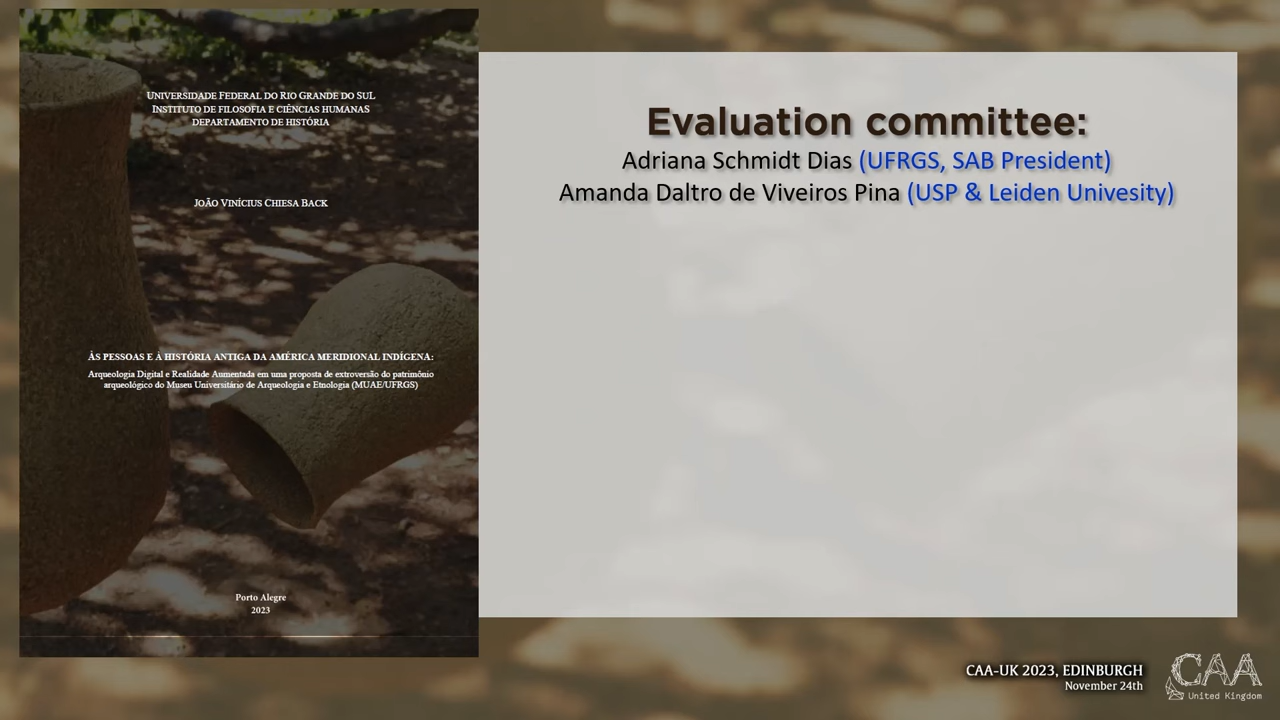 UNIVERSIDADE FEDERAL DO RIO GRANDE DO SUL
INSTITUTO DE FILOSOFIA E CIÊNCIAS HUMANAS
DEPARTAMENTO DE HISTÓRIA
JOÃO VINÍCIUS CHIESA BACK
ÀS PESSOAS E À HISTÓRIA ANTIGA DA AMÉRICA MERIDIONAL INDÍGENA:
Arqueologia Digital e Realidade Aumentada em uma proposta de extroversão do patrimônio
arqueológico do Museu Universitário de Arqueologia e Etnologia (MUAE/UFRGS)
Porto Alegre
2023
Evaluation committee:
Adriana Schmidt Dias (UFRGS, SAB President)
Amanda Daltro de Viveiros Pina (USP & Leiden Univesity)
CAA-UK 2023, EDINBURGH
November 24th
CAA
United Kingdom